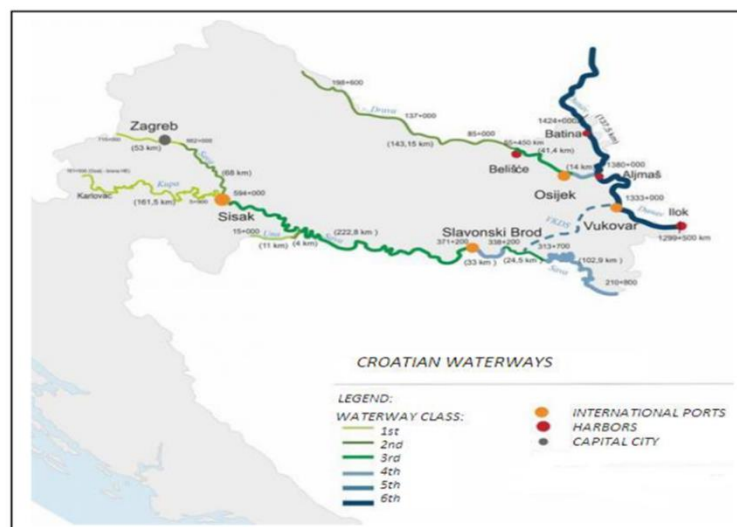 198+600
Drava
137+000
Zagreb
(53 km)
85+000
(143,15 km)
55+450 km
(41,4 km)
1424+000
(137,5 km)
Batina
Sava
(68 km)
Belišće
(14 km)
1380+000
Aljmaš
Karlovac
Kupa
(161,5 km)
594+000
Sisak
Osijek
1333+000
Dunav
Ilok
1299+500 km
Vukovar
15+000
Una
(11 km)
(4 km)
(222,8 km )
Sava
Slavonski Brod
371+200
338+200
313+700
(33 km )
(24,5 km )
(102,9 km )
Sava
210+800
CROATIAN WATERWAYS
LEGEND:
WATERWAY CLASS:
1st
2nd
3rd
4th
5th
6th
INTERNATIONAL PORTS
HARBORS
CAPITAL CITY